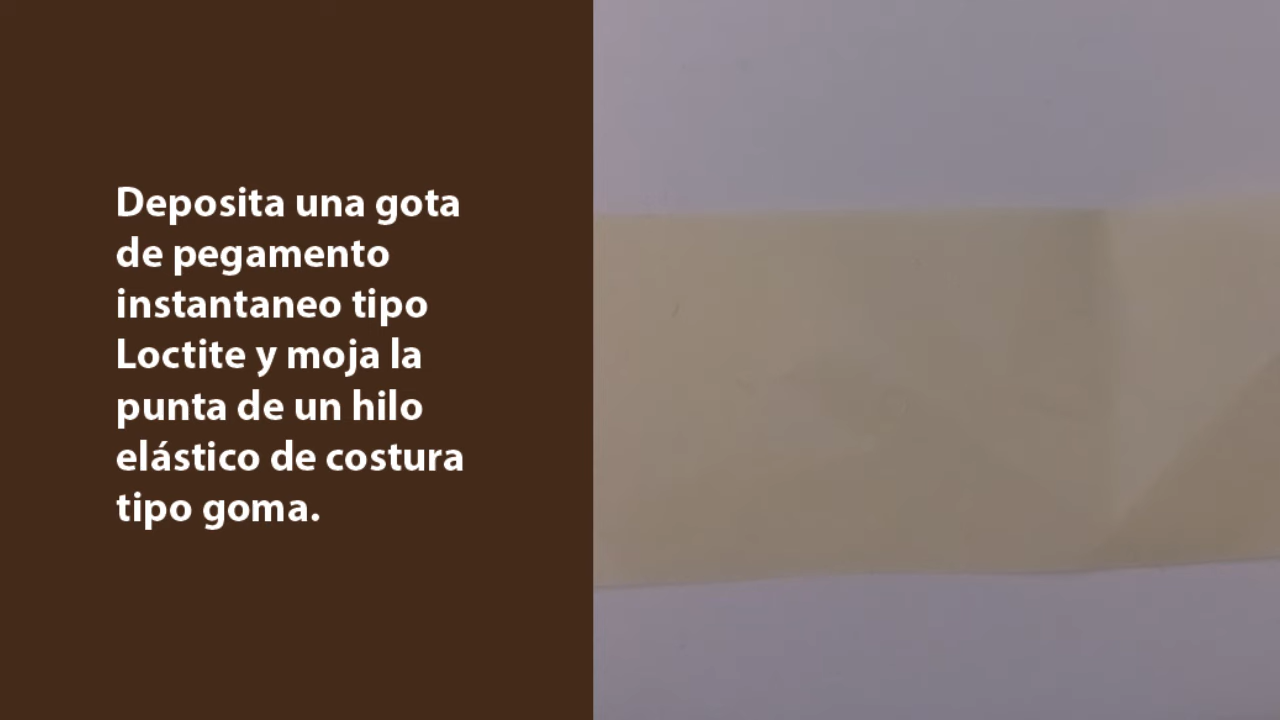 Deposita una gota
de pegamento
instantaneo tipo
Loctite y moja la
punta de un hilo
elástico de costura
tipo goma.